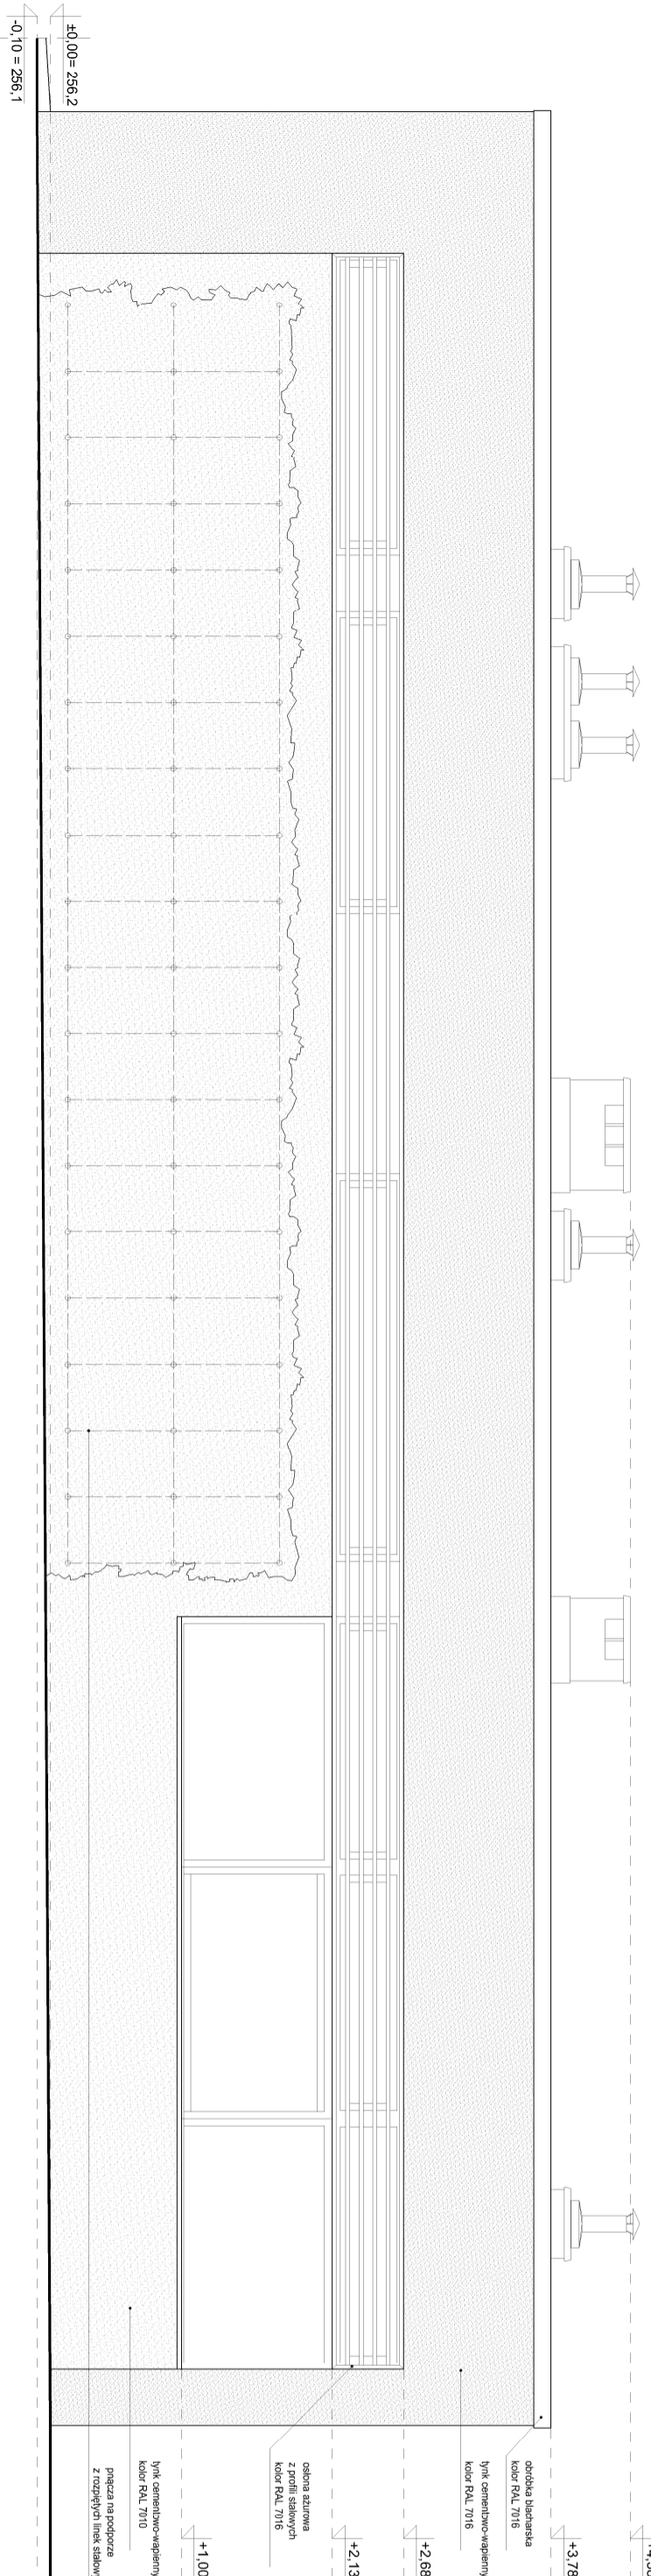 ±0,00= 256,2
-0,10 = 256,1
+3,78
obróbka blacharska
kolor RAL 7016
+2,68
tynk cementowo-wapienny
kolor RAL 7016
+2,13
osłona ażurowa
z profili stalowych
kolor RAL 7016
+1,00
tynk cementowo-wapienny
kolor RAL 7010
pnącza na podporze
z rozpiętych linek